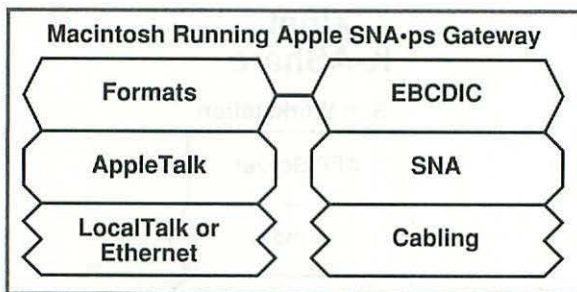 Macintosh Running Apple SNA•ps Gateway
Formats
EBCDIC
AppleTalk
SNA
LocalTalk or
Ethernet
Cabling